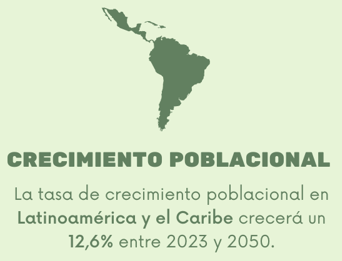 CRECIMIENTO POBLACIONAL
La tasa de crecimiento poblacional en
Latinoamérica y el Caribe crecerá un
12,6% entre 2023 y 2050.